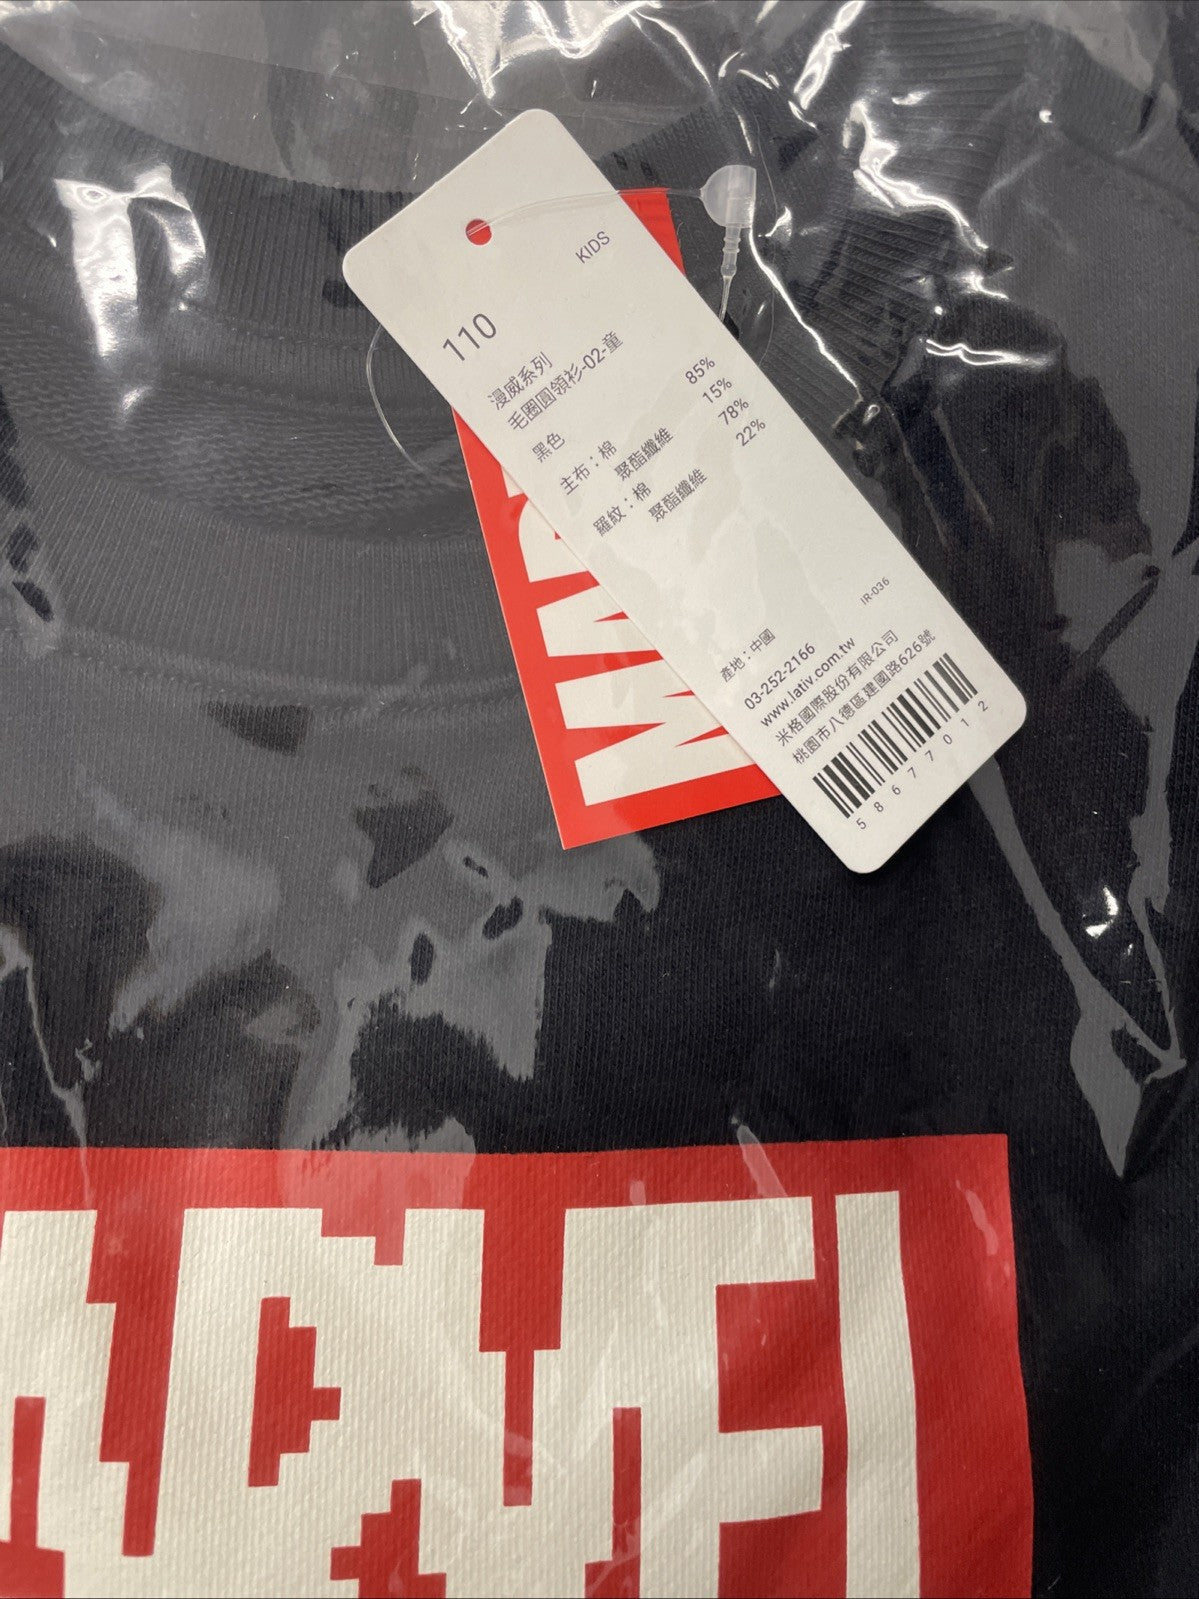 KIDS
110
漫威系列
毛圈圓領衫-02-童
黑色
主布：棉 85%
聚酯纖維 15%
羅紋：棉 78%
聚酯纖維 22%
IR-036
產地：中國
03-252-2166
www.lativ.com.tw
米格國際股份有限公司
桃園市八德區建國路626號
58677012
MARVEL